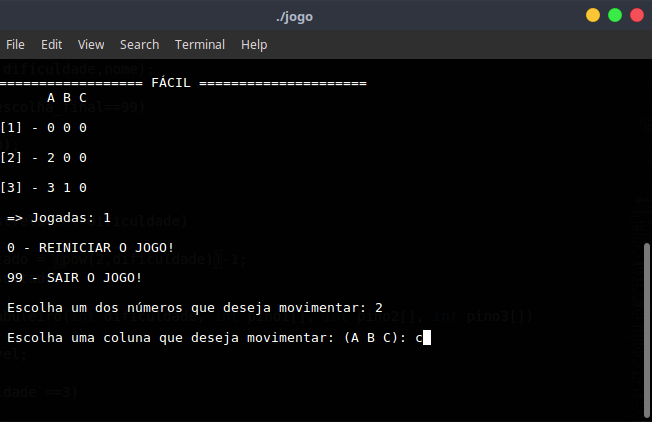 ./jogo
File Edit View Search Terminal Help
================== FÁCIL =====================
A B C
[1] - 0 0 0
[2] - 2 0 0
[3] - 3 1 0
=> Jogadas: 1
0 - REINICIAR O JOGO!
99 - SAIR O JOGO!
Escolha um dos números que deseja movimentar: 2
Escolha uma coluna que deseja movimentar: (A B C): c